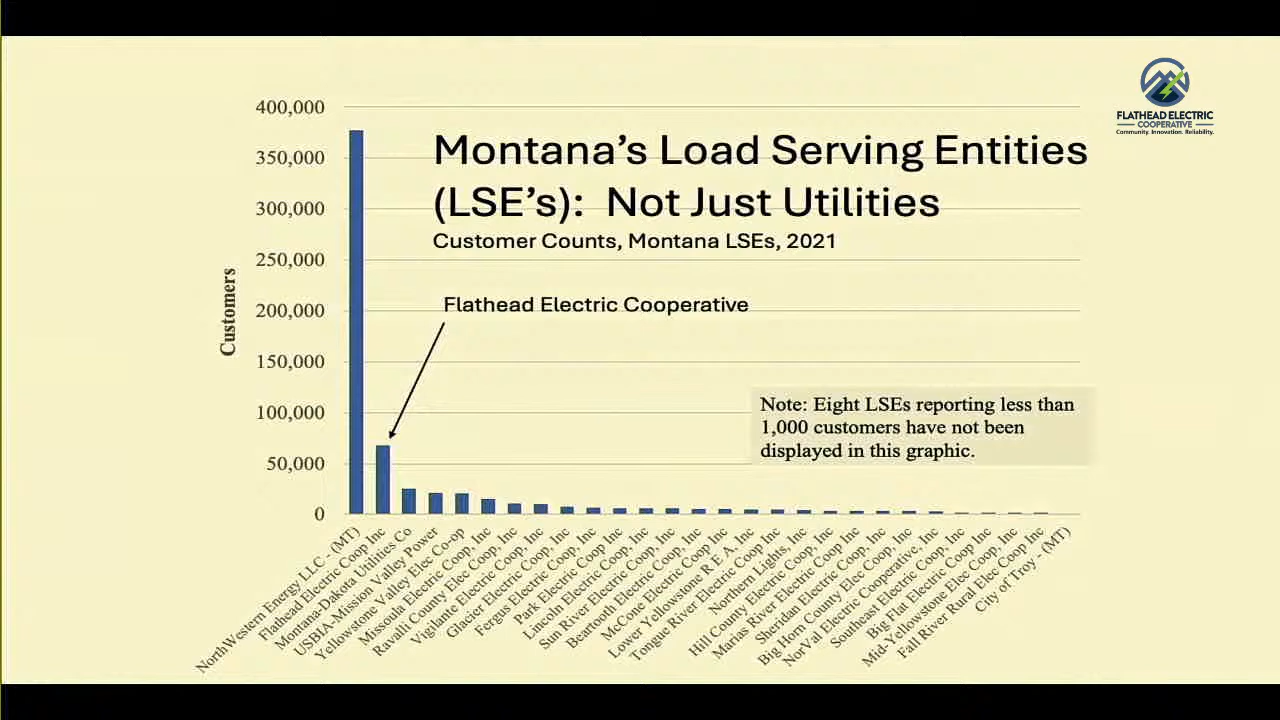 FLATHEAD ELECTRIC
COOPERATIVE
Community. Innovation. Reliability.
Montana’s Load Serving Entities
(LSE’s):  Not Just Utilities
Customer Counts, Montana LSEs, 2021
Flathead Electric Cooperative
Note: Eight LSEs reporting less than
1,000 customers have not been
displayed in this graphic.
Customers
400,000
350,000
300,000
250,000
200,000
150,000
100,000
50,000
0
NorthWestern Energy LLC - (MT)
Flathead Electric Coop Inc
Montana-Dakota Utilities Co
USBIA-Mission Valley Power
Yellowstone Valley Elec Co-op
Missoula Electric Coop, Inc
Ravalli County Elec Coop, Inc
Vigilante Electric Coop, Inc
Glacier Electric Coop, Inc
Fergus Electric Coop, Inc
Park Electric Coop Inc
Lincoln Electric Coop, Inc
Sun River Electric Coop, Inc
Beartooth Electric Coop, Inc
McCone Electric Coop Inc
Lower Yellowstone R E A, Inc
Tongue River Electric Coop Inc
Northern Lights, Inc
Hill County Electric Coop, Inc
Marias River Electric Coop Inc
Sheridan Electric Coop, Inc
Big Horn County Elec Coop, Inc
NorVal Electric Cooperative, Inc
Southeast Electric Coop, Inc
Big Flat Electric Coop Inc
Mid-Yellowstone Elec Coop, Inc
Fall River Rural Elec Coop Inc
City of Troy - (MT)